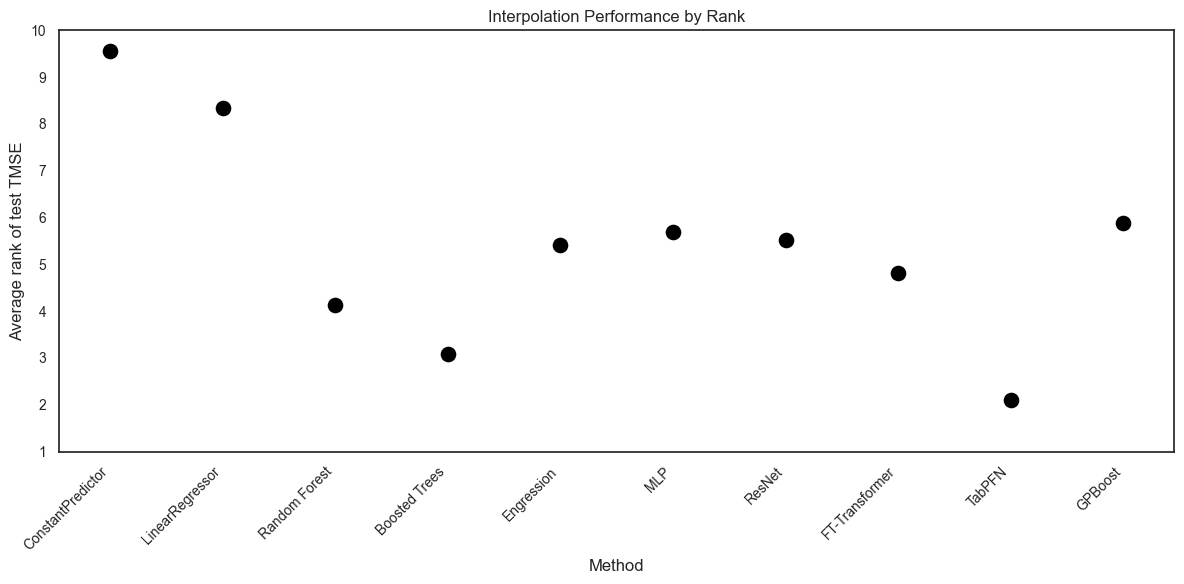 Interpolation Performance by Rank
Average rank of test TMSE
10
9
8
7
6
5
4
3
2
1
ConstantPredictor
LinearRegressor
Random Forest
Boosted Trees
Engression
MLP
ResNet
FT-Transformer
TabPFN
GPBoost
Method